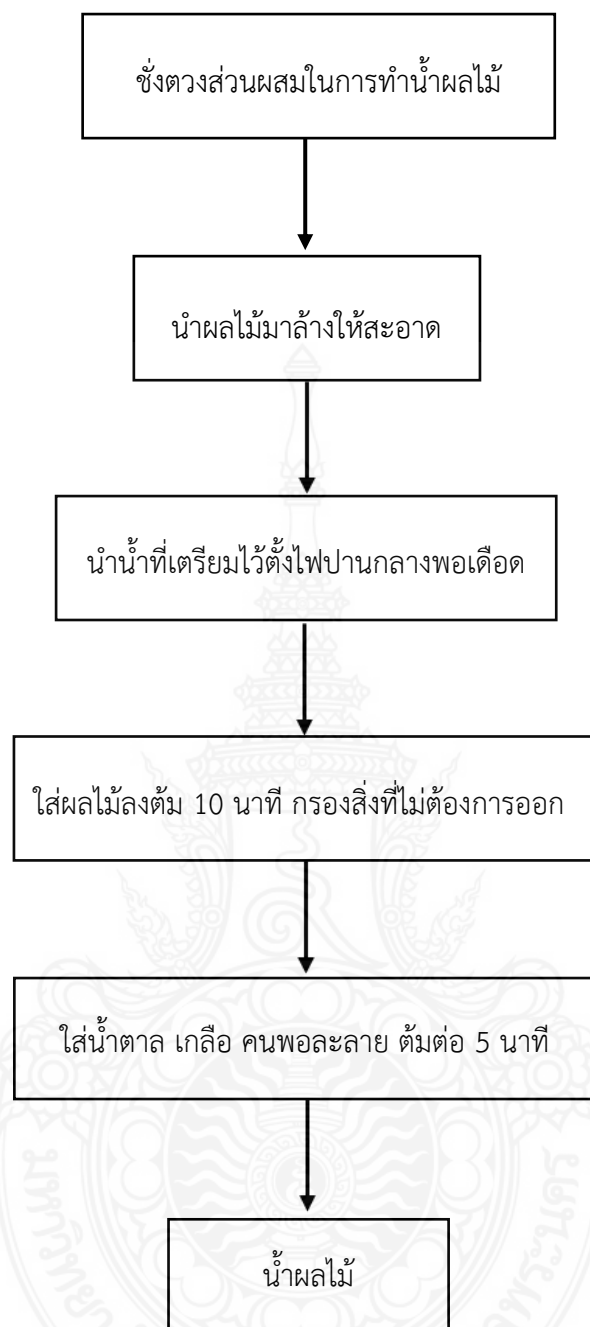 ชั่งตวงส่วนผสมในการทำน้ำผลไม้
นำผลไม้มาล้างให้สะอาด
นำน้ำที่เตรียมไว้ตั้งไฟปานกลางพอเดือด
ใส่ผลไม้ลงต้ม 10 นาที กรองสิ่งที่ไม่ต้องการออก
ใส่น้ำตาล เกลือ คนพอละลาย ต้มต่อ 5 นาที
น้ำผลไม้